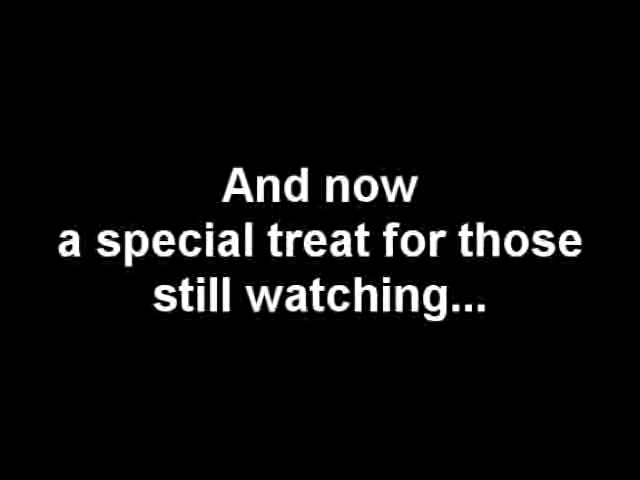 And now
a special treat for those
still watching...